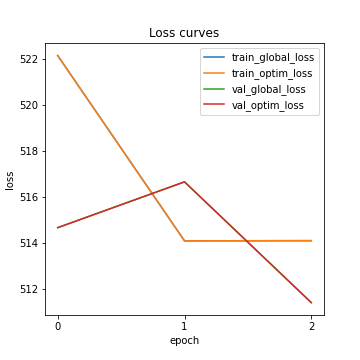 Loss curves
train_global_loss
train_optim_loss
val_global_loss
val_optim_loss
522
520
518
516
514
512
loss
0 1 2
epoch